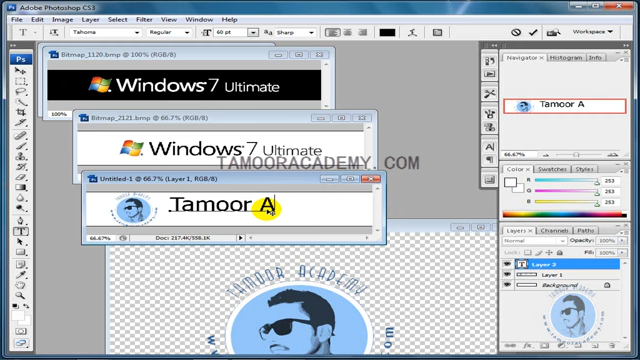 Adobe Photoshop CS3
File Edit Image Layer Select Filter View Window Help
Tahoma Regular 60 pt Sharp Workspace
Bitmap_1120.bmp @ 100% (RGB/8)
Windows 7 Ultimate
100%
Bitmap_2121.bmp @ 66.7% (RGB/8)
Windows 7 Ultimate
TAMOORACADEMY. COM
Untitled-1 @ 66.7% (Layer 1, RGB/8)
Tamoor A
66.67% Doc: 217.4K/558.1K
TAMOOR ACADEMY
Navigator Histogram Info
Tamoor A
66.67%
Color Swatches Styles
R 253
G 253
B 253
Layers Channels Paths
Normal Opacity: 100%
Lock: Fill: 100%
Layer 2
Layer 1
Background